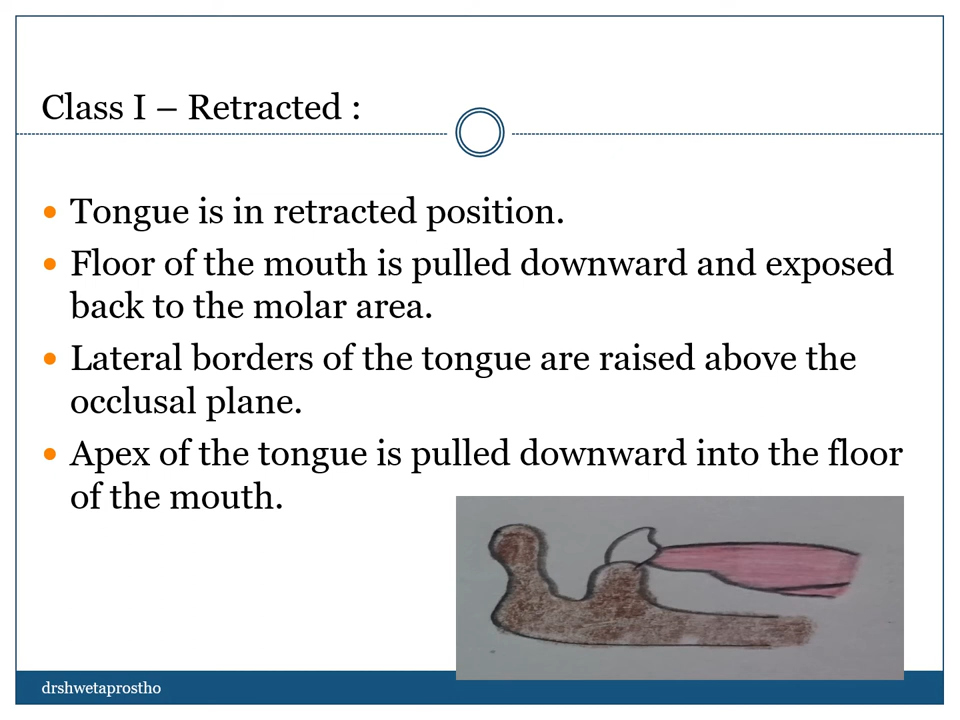 Class I – Retracted :
Tongue is in retracted position.
Floor of the mouth is pulled downward and exposed
back to the molar area.
Lateral borders of the tongue are raised above the
occlusal plane.
Apex of the tongue is pulled downward into the floor
of the mouth.
drshwetaprostho